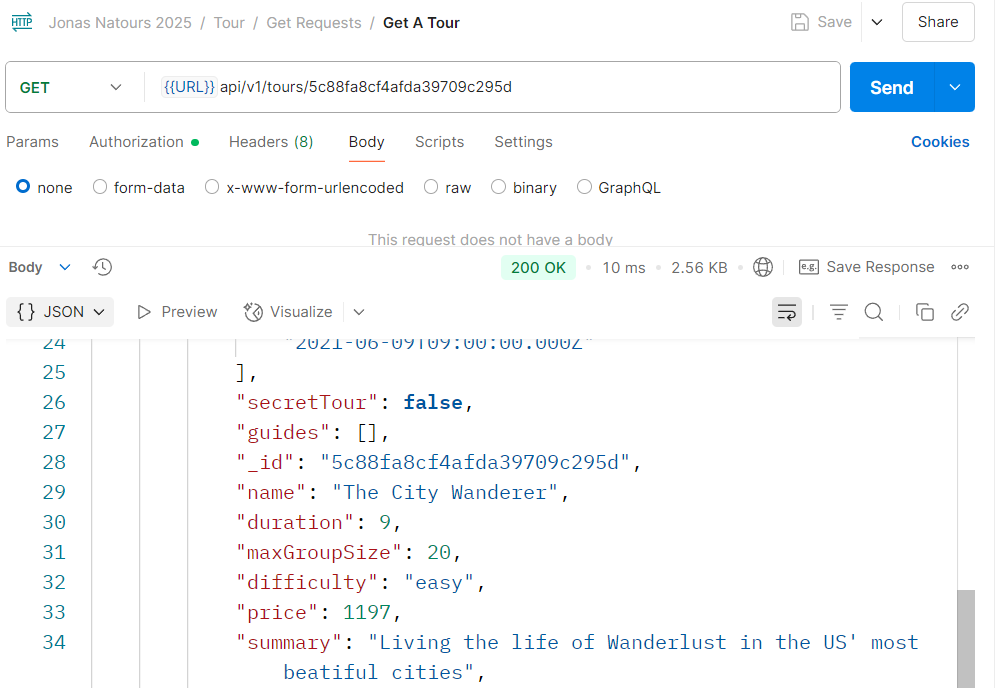 HTTP Jonas Natours 2025 / Tour / Get Requests / Get A Tour Save Share
GET {{URL}} api/v1/tours/5c88fa8cf4afda39709c295d Send
Params Authorization Headers (8) Body Scripts Settings Cookies
none form-data x-www-form-urlencoded raw binary GraphQL
This request does not have a body
Body 200 OK 10 ms 2.56 KB e.g. Save Response
{} JSON Preview Visualize
24 "2021-06-09T09:00:00.000Z"
25 ],
26 "secretTour": false,
27 "guides": [],
28 "_id": "5c88fa8cf4afda39709c295d",
29 "name": "The City Wanderer",
30 "duration": 9,
31 "maxGroupSize": 20,
32 "difficulty": "easy",
33 "price": 1197,
34 "summary": "Living the life of Wanderlust in the US' most
beatiful cities",